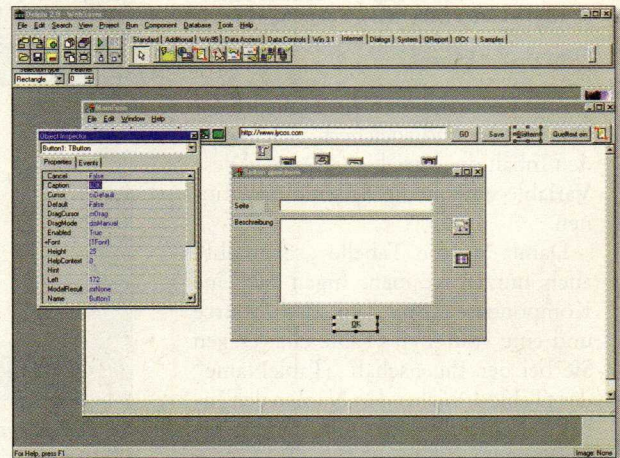 Delphi 2.0 -
File Edit Search View Project Run Component Database Tools Help
Standard Additional Win95 Data Access Data Controls Win 3.1 Internet Dialogs System QReport OCX Samples
Rectangle 0
MainForm
File Edit Window Help
http://www.lycos.com GO Save Blättern Quelltext ein
Object Inspector
Button1: TButton
Properties Events
Cancel False
Caption
Cursor crDefault
Default False
DragCursor crDrag
DragMode dmManual
Enabled True
+Font (TFont)
Height 25
HelpContext 0
Hint
Left 172
ModalResult mrNone
Name Button1
Seite
Beschreibung
OK
For Help, press F1
Image: None